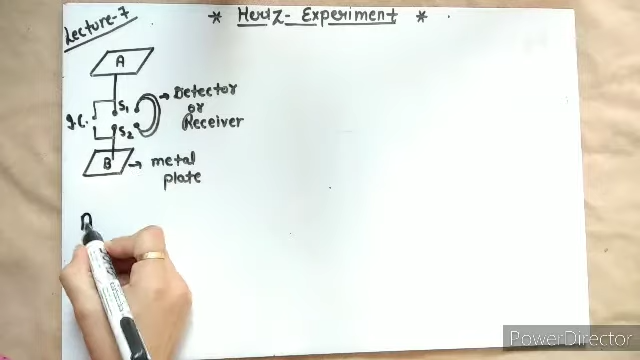 Lecture-7
* Hertz- Experiment *
A
S1
I.C.
S2
→ Detector
or
Receiver
B
→ metal
plate
PowerDirector